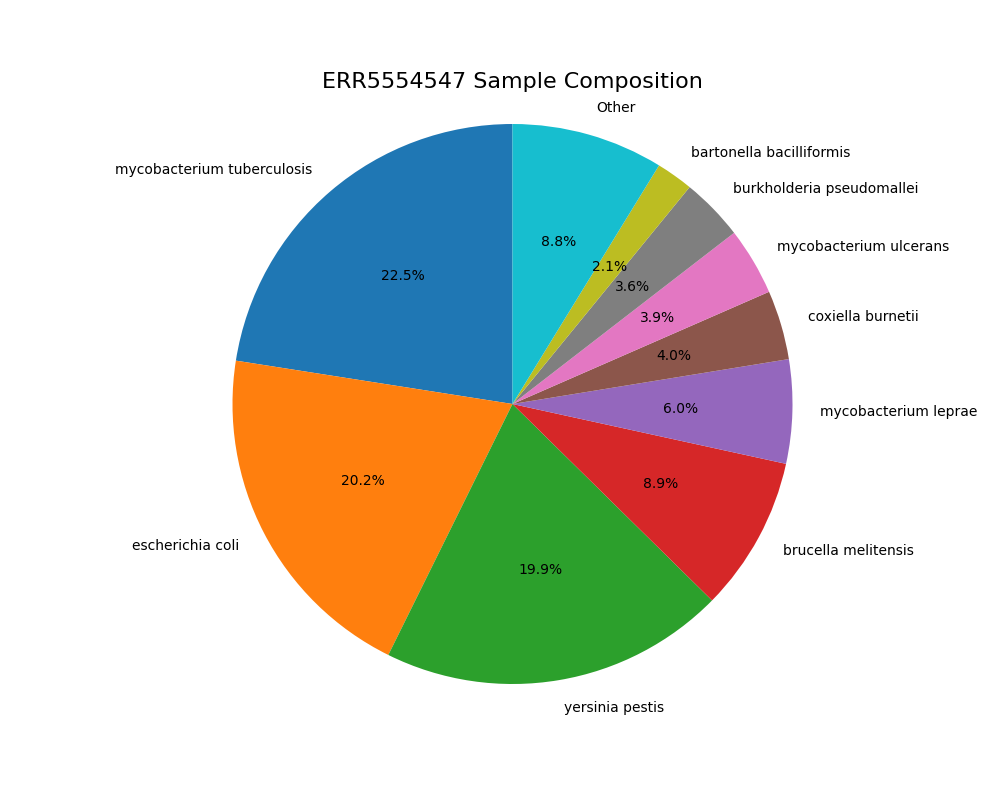 ERR5554547 Sample Composition
Other
bartonella bacilliformis
mycobacterium tuberculosis
burkholderia pseudomallei
mycobacterium ulcerans
8.8%
2.1%
22.5%
3.6%
coxiella burnetii
3.9%
4.0%
mycobacterium leprae
6.0%
20.2%
8.9%
escherichia coli
brucella melitensis
19.9%
yersinia pestis